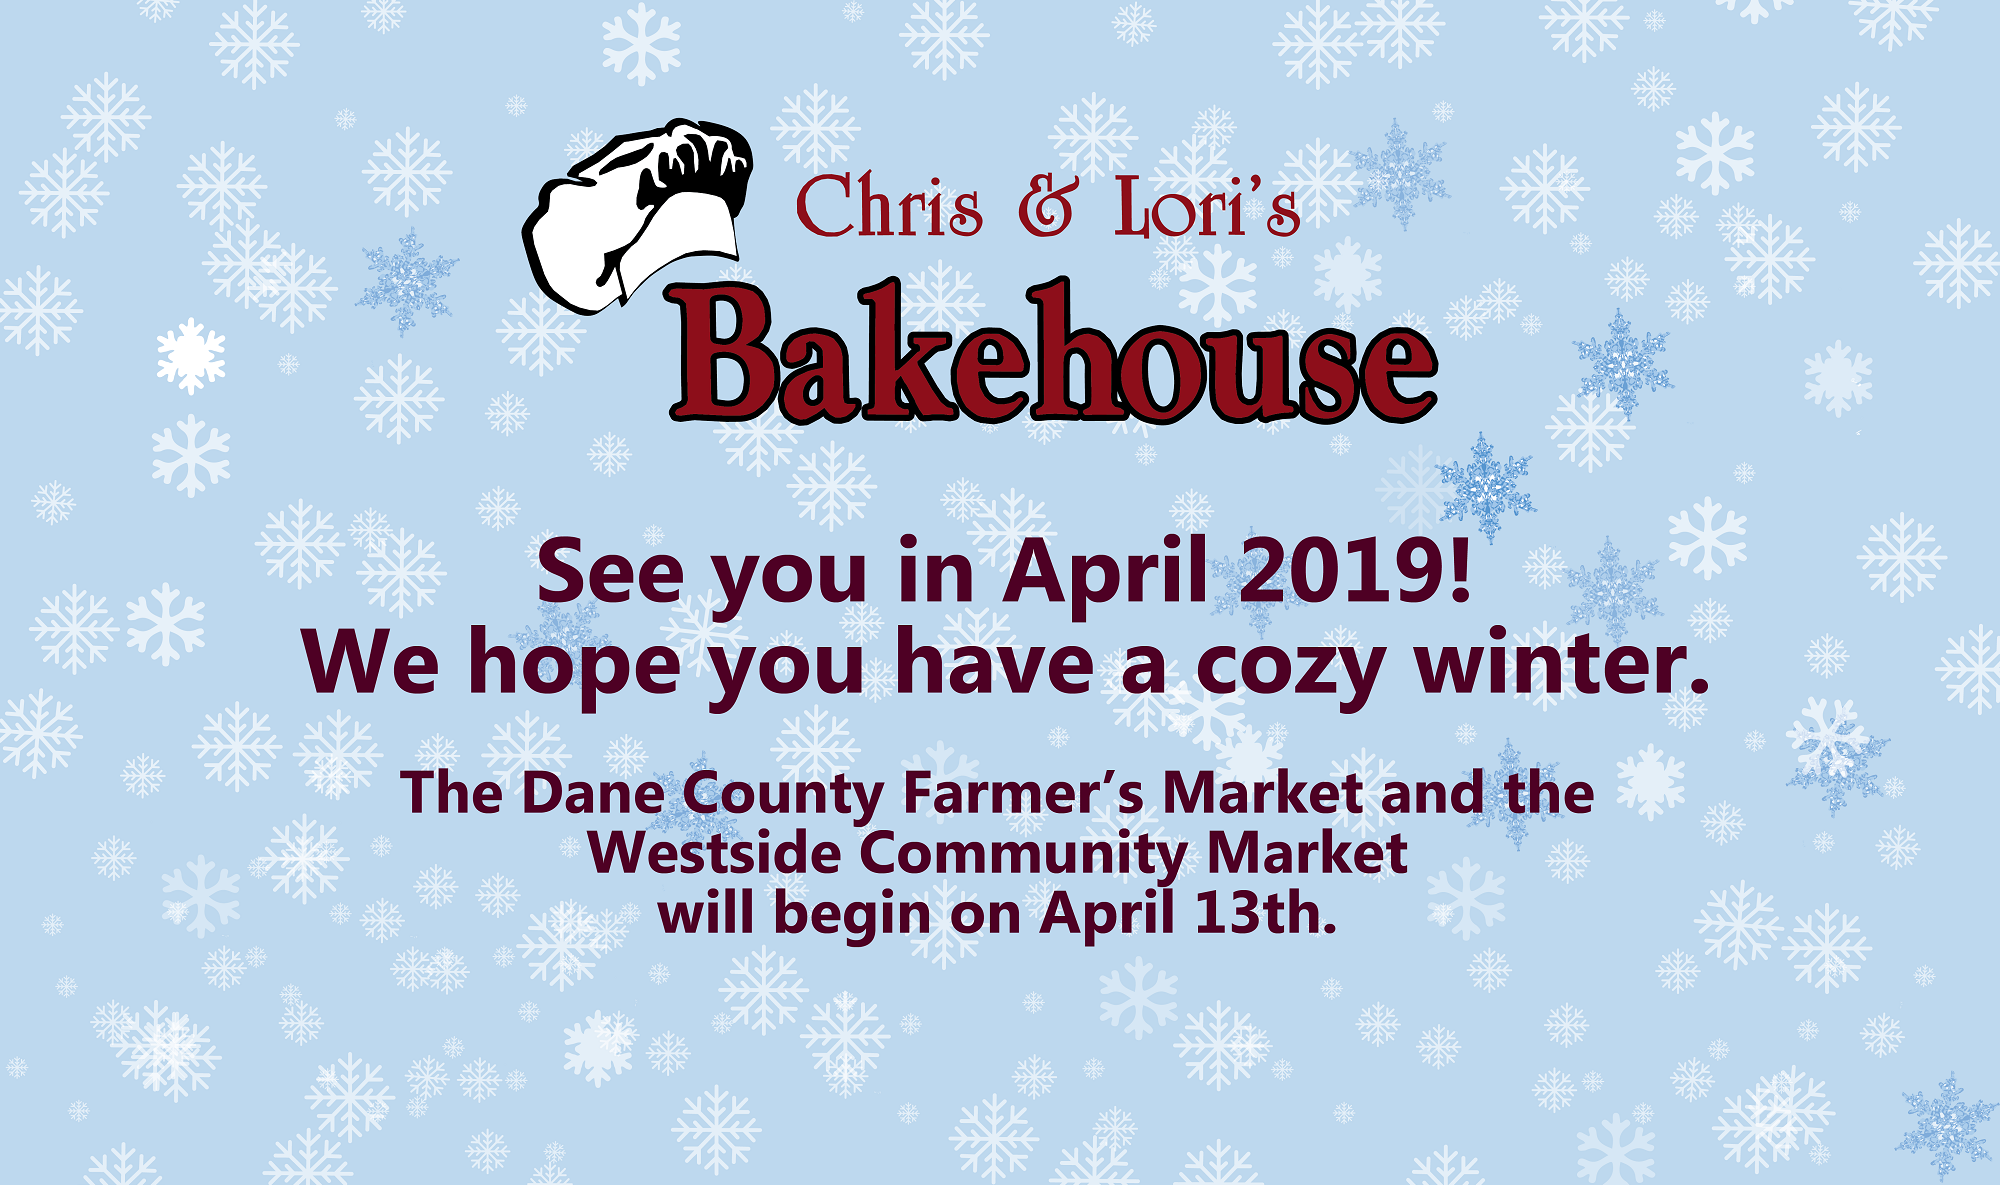 Chris & Lori's
Bakehouse
See you in April 2019!
We hope you have a cozy winter.
The Dane County Farmer’s Market and the
Westside Community Market
will begin on April 13th.